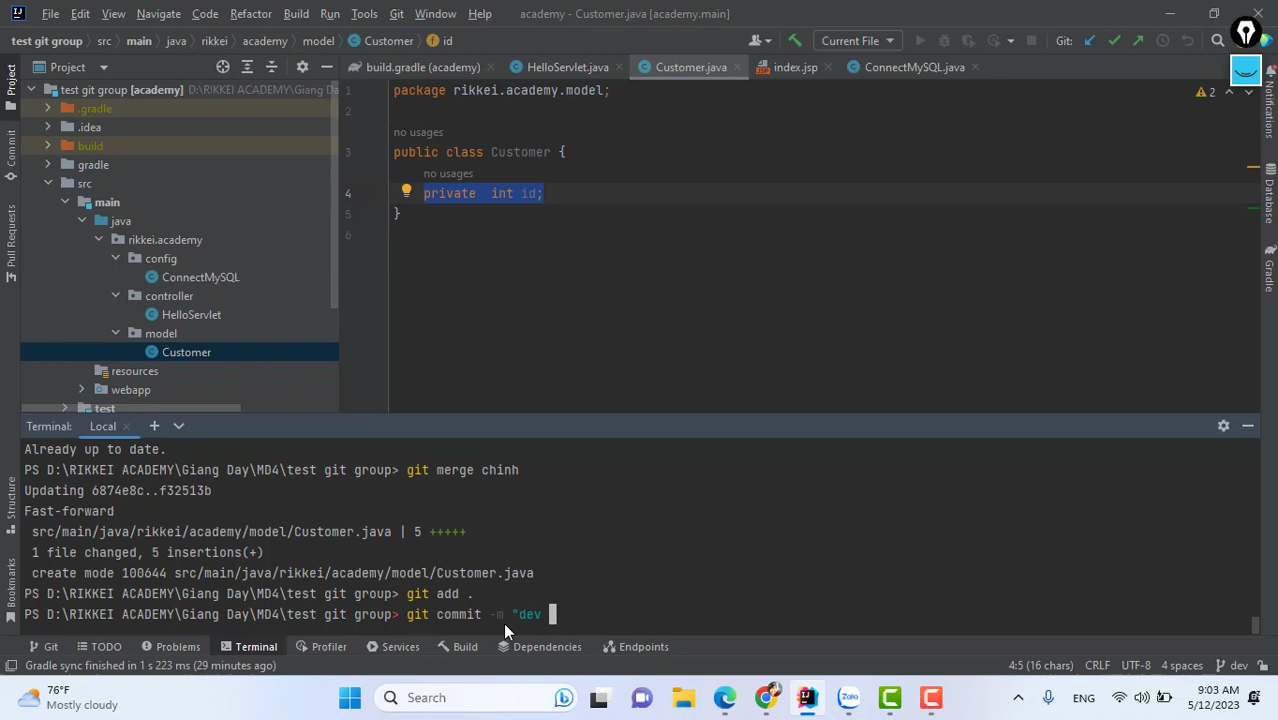 File Edit View Navigate Code Refactor Build Run Tools Git Window Help academy - Customer.java [academy.main]
test git group src main java rikkei academy model Customer id Current File Git:
Project
build.gradle (academy) HelloServlet.java Customer.java index.jsp ConnectMySQL.java
test git group [academy]
.gradle
.idea
build
gradle
src
main
java
rikkei.academy
config
ConnectMySQL
controller
HelloServlet
model
Customer
resources
webapp
test
1 package rikkei.academy.model;
2
no usages
3 public class Customer {
no usages
4 private  int id;
5 }
6
2
Project
Commit
Pull Requests
Structure
Bookmarks
Notifications
Database
Gradle
Terminal: Local
Already up to date.
PS D:\RIKKEI ACADEMY\Giang Day\MD4\test git group> git merge chinh
Updating 6874e8c..f32513b
Fast-forward
src/main/java/rikkei/academy/model/Customer.java | 5 +++++
1 file changed, 5 insertions(+)
create mode 100644 src/main/java/rikkei/academy/model/Customer.java
PS D:\RIKKEI ACADEMY\Giang Day\MD4\test git group> git add .
PS D:\RIKKEI ACADEMY\Giang Day\MD4\test git group> git commit -m "dev
Git TODO Problems Terminal Profiler Services Build Dependencies Endpoints
Gradle sync finished in 1 s 223 ms (29 minutes ago) 4:5 (16 chars) CRLF UTF-8 4 spaces dev
76°F
Mostly cloudy
Search
Zalo
ENG
9:03 AM
5/12/2023